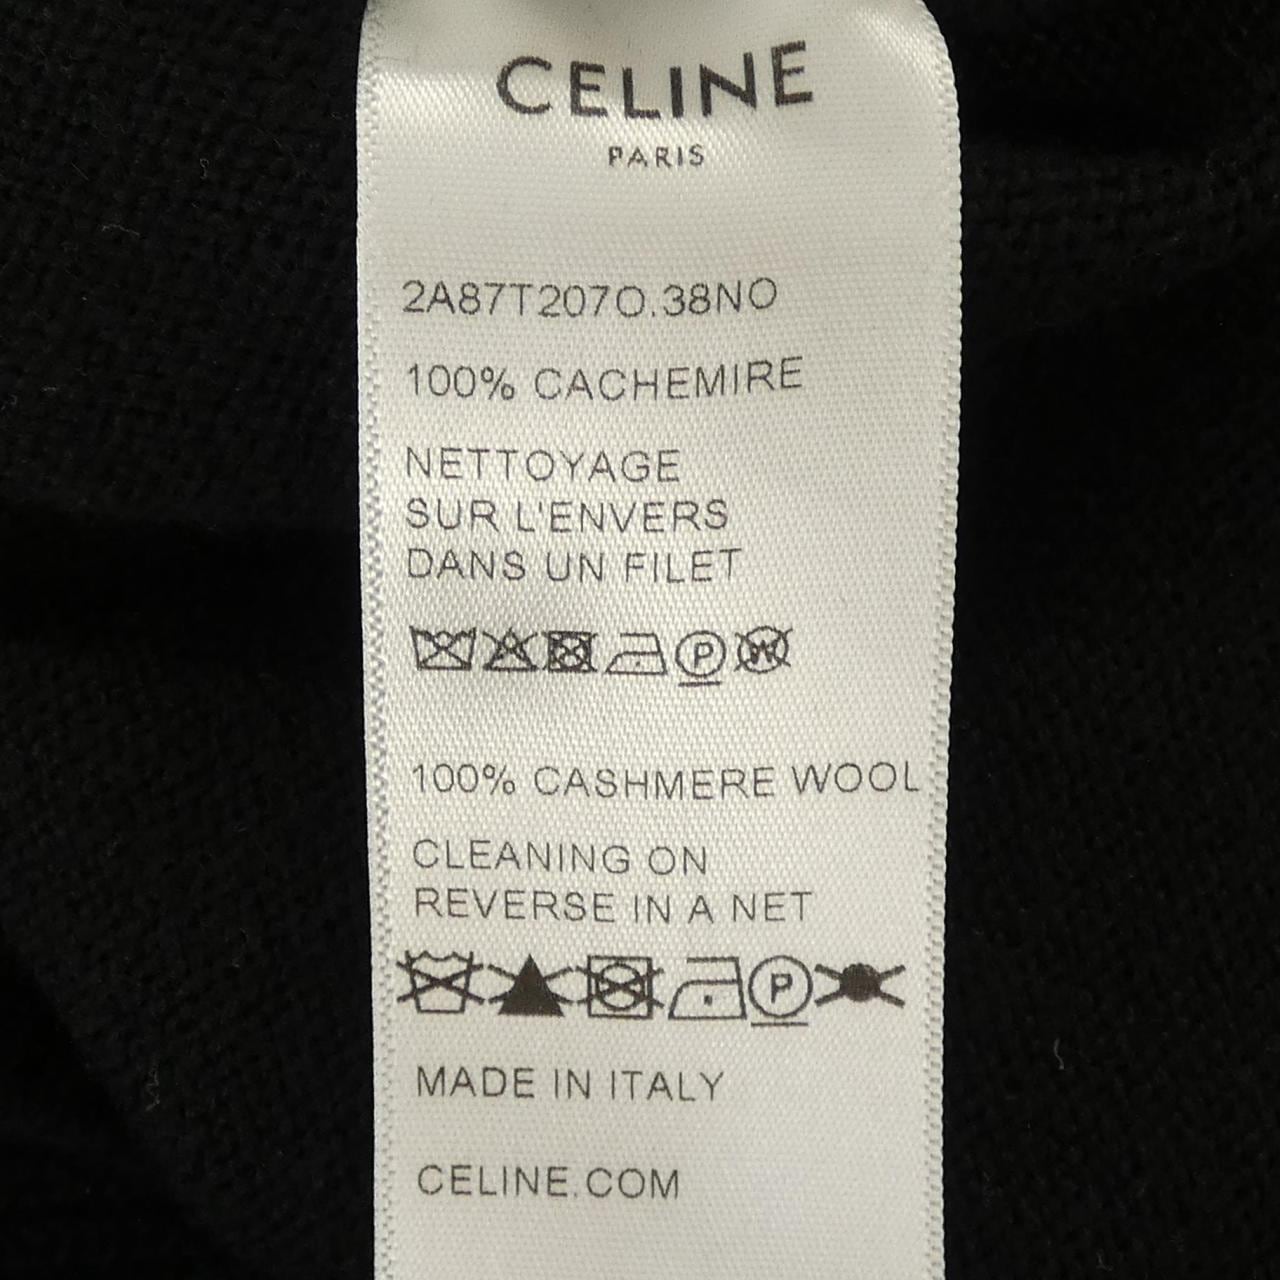 CELINE
PARIS
2A87T207O.38NO
100% CACHEMIRE
NETTOYAGE
SUR L'ENVERS
DANS UN FILET
P W
100% CASHMERE WOOL
CLEANING ON
REVERSE IN A NET
P
MADE IN ITALY
CELINE.COM